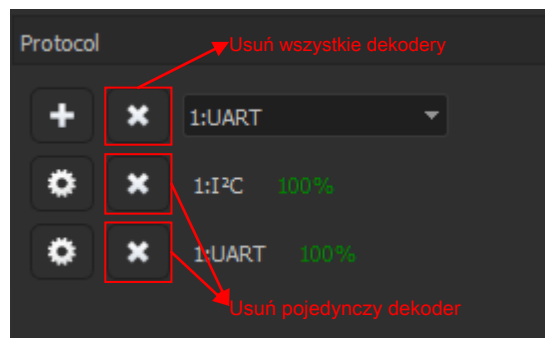 Protocol
Usuń wszystkie dekodery
1:UART
1:I²C 100%
1:UART 100%
Usuń pojedynczy dekoder